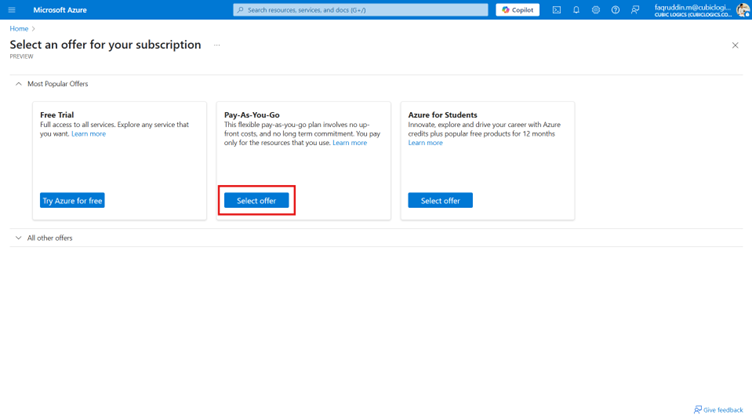 Microsoft Azure
Search resources, services, and docs (G+/)
Copilot
faqruddin.m@cubiclogi...
CUBIC LOGICS (CUBICLOGICS.CO...
Home
Select an offer for your subscription
PREVIEW
Most Popular Offers
Free Trial
Full access to all services. Explore any service that
you want. Learn more
Try Azure for free
Pay-As-You-Go
This flexible pay-as-you-go plan involves no up-
front costs, and no long term commitment. You pay
only for the resources that you use. Learn more
Select offer
Azure for Students
Innovate, explore and drive your career with Azure
credits plus popular free products for 12 months
Learn more
Select offer
All other offers
Give feedback